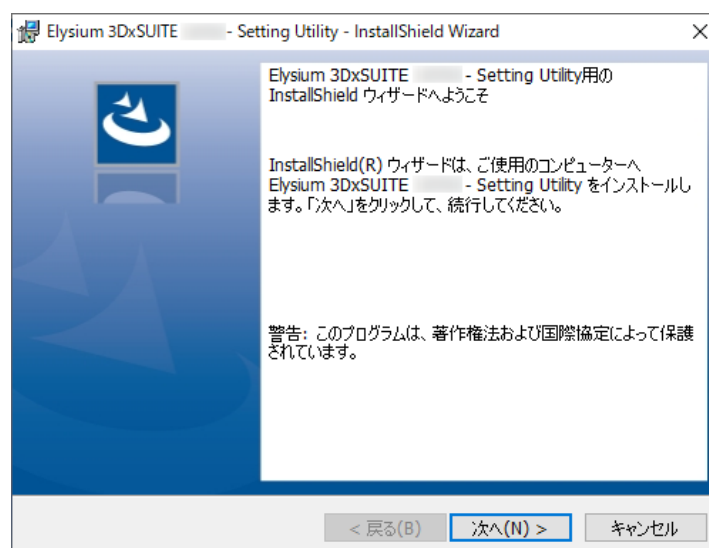 Elysium 3DxSUITE - Setting Utility - InstallShield Wizard
Elysium 3DxSUITE - Setting Utility用の
InstallShield ウィザードへようこそ
InstallShield(R) ウィザードは、ご使用のコンピューターへ
Elysium 3DxSUITE - Setting Utility をインストールし
ます。「次へ」をクリックして、続行してください。
警告: このプログラムは、著作権法および国際協定によって保護
されています。
< 戻る(B)
次へ(N) >
キャンセル